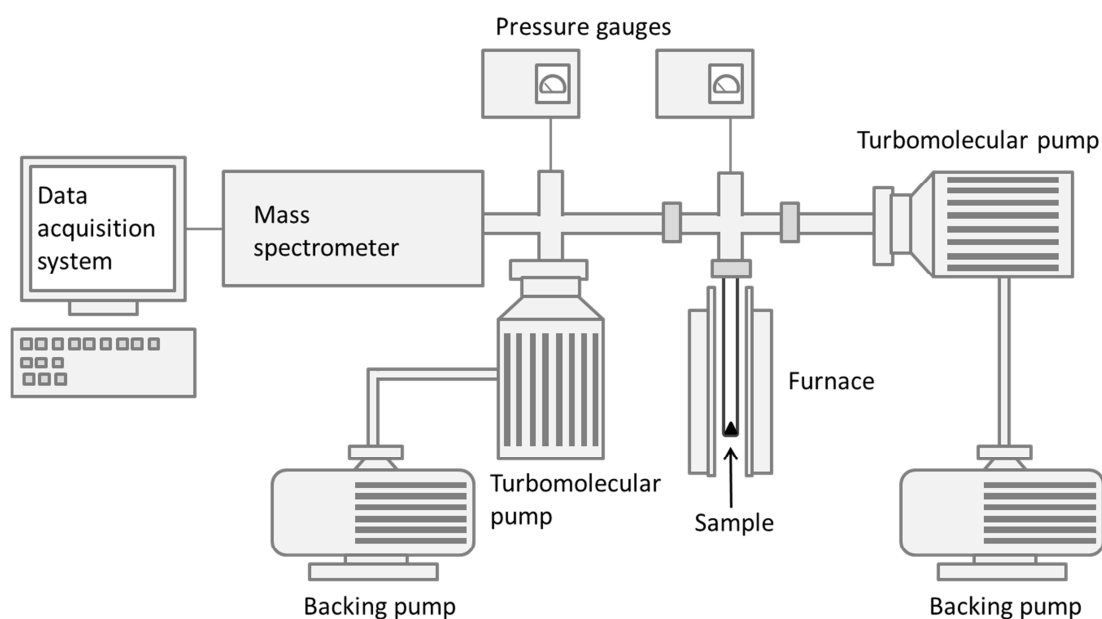 Pressure gauges
Turbomolecular pump
Data
acquisition
system
Mass
spectrometer
Furnace
Turbomolecular
pump
Sample
Backing pump
Backing pump